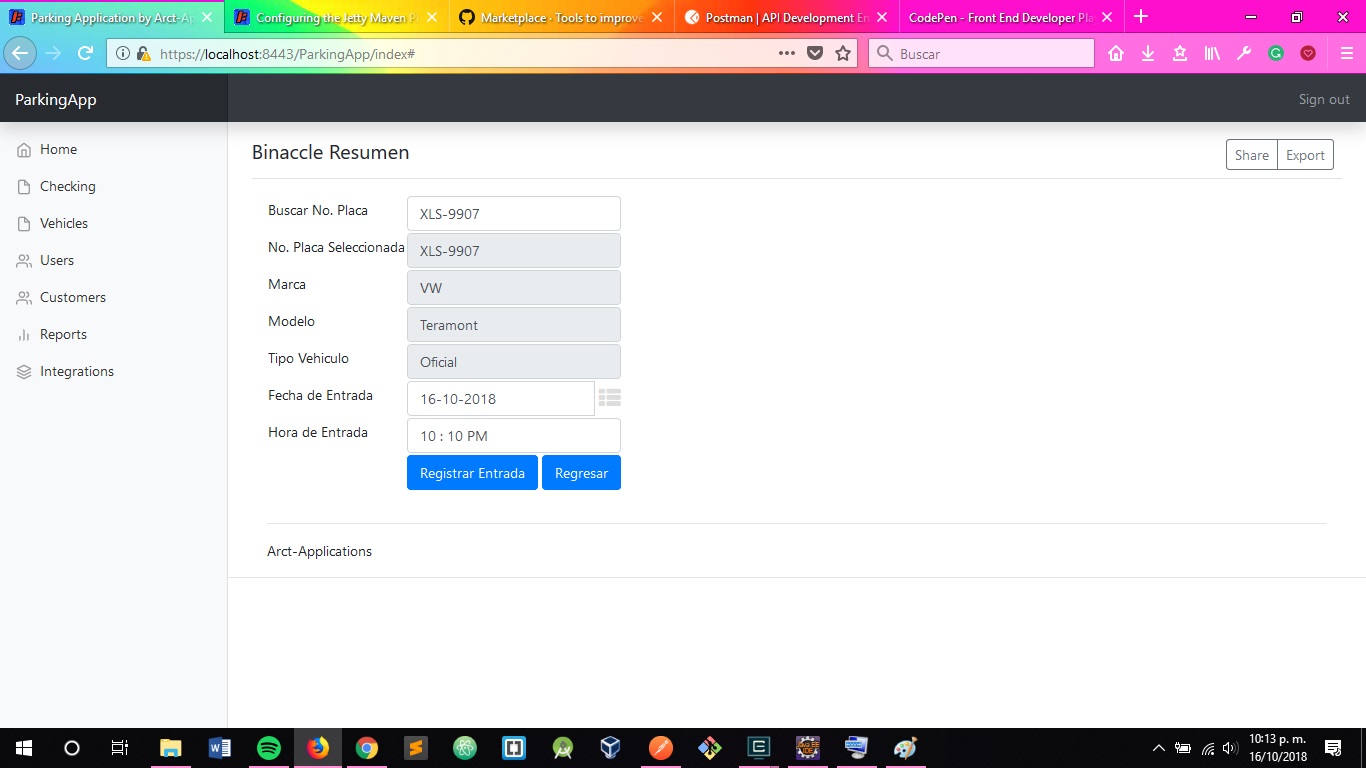 Parking Application by Arct-Ap
Configuring the Jetty Maven Pl
Marketplace · Tools to improve
Postman | API Development En
CodePen - Front End Developer Pla
https://localhost:8443/ParkingApp/index#
Buscar
ParkingApp
Sign out
Home
Checking
Vehicles
Users
Customers
Reports
Integrations
Binaccle Resumen
Share
Export
Buscar No. Placa
XLS-9907
No. Placa Seleccionada
XLS-9907
Marca
VW
Modelo
Teramont
Tipo Vehiculo
Oficial
Fecha de Entrada
16-10-2018
Hora de Entrada
10 : 10 PM
Registrar Entrada
Regresar
Arct-Applications
10:13 p. m.
16/10/2018